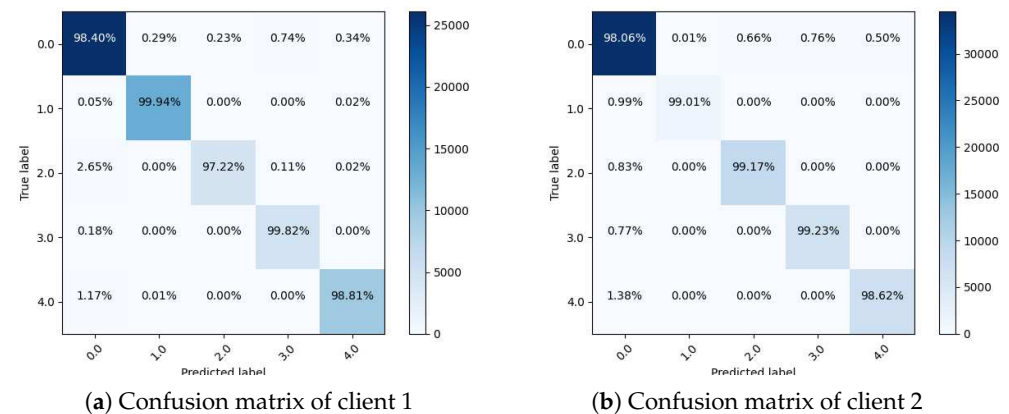 0.0 98.40% 0.29% 0.23% 0.74% 0.34%
1.0 0.05% 99.94% 0.00% 0.00% 0.02%
2.0 2.65% 0.00% 97.22% 0.11% 0.02%
3.0 0.18% 0.00% 0.00% 99.82% 0.00%
4.0 1.17% 0.01% 0.00% 0.00% 98.81%
True label
0.0 1.0 2.0 3.0 4.0
Predicted label
25000
20000
15000
10000
5000
0
(a) Confusion matrix of client 1
0.0 98.06% 0.01% 0.66% 0.76% 0.50%
1.0 0.99% 99.01% 0.00% 0.00% 0.00%
2.0 0.83% 0.00% 99.17% 0.00% 0.00%
3.0 0.77% 0.00% 0.00% 99.23% 0.00%
4.0 1.38% 0.00% 0.00% 0.00% 98.62%
True label
0.0 1.0 2.0 3.0 4.0
Predicted label
30000
25000
20000
15000
10000
5000
0
(b) Confusion matrix of client 2